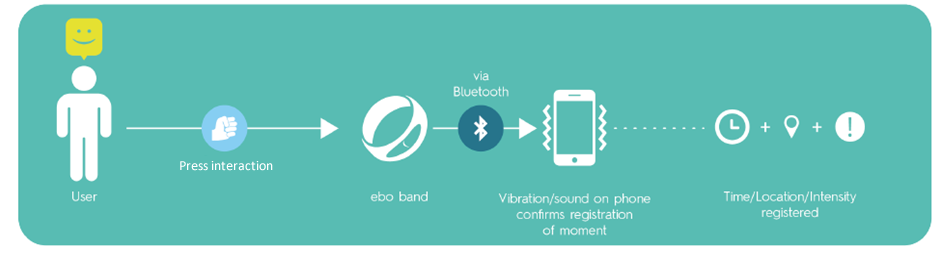 via
Bluetooth
Press interaction
User
ebo band
Vibration/sound on phone
confirms registration
of moment
Time/Location/Intensity
registered